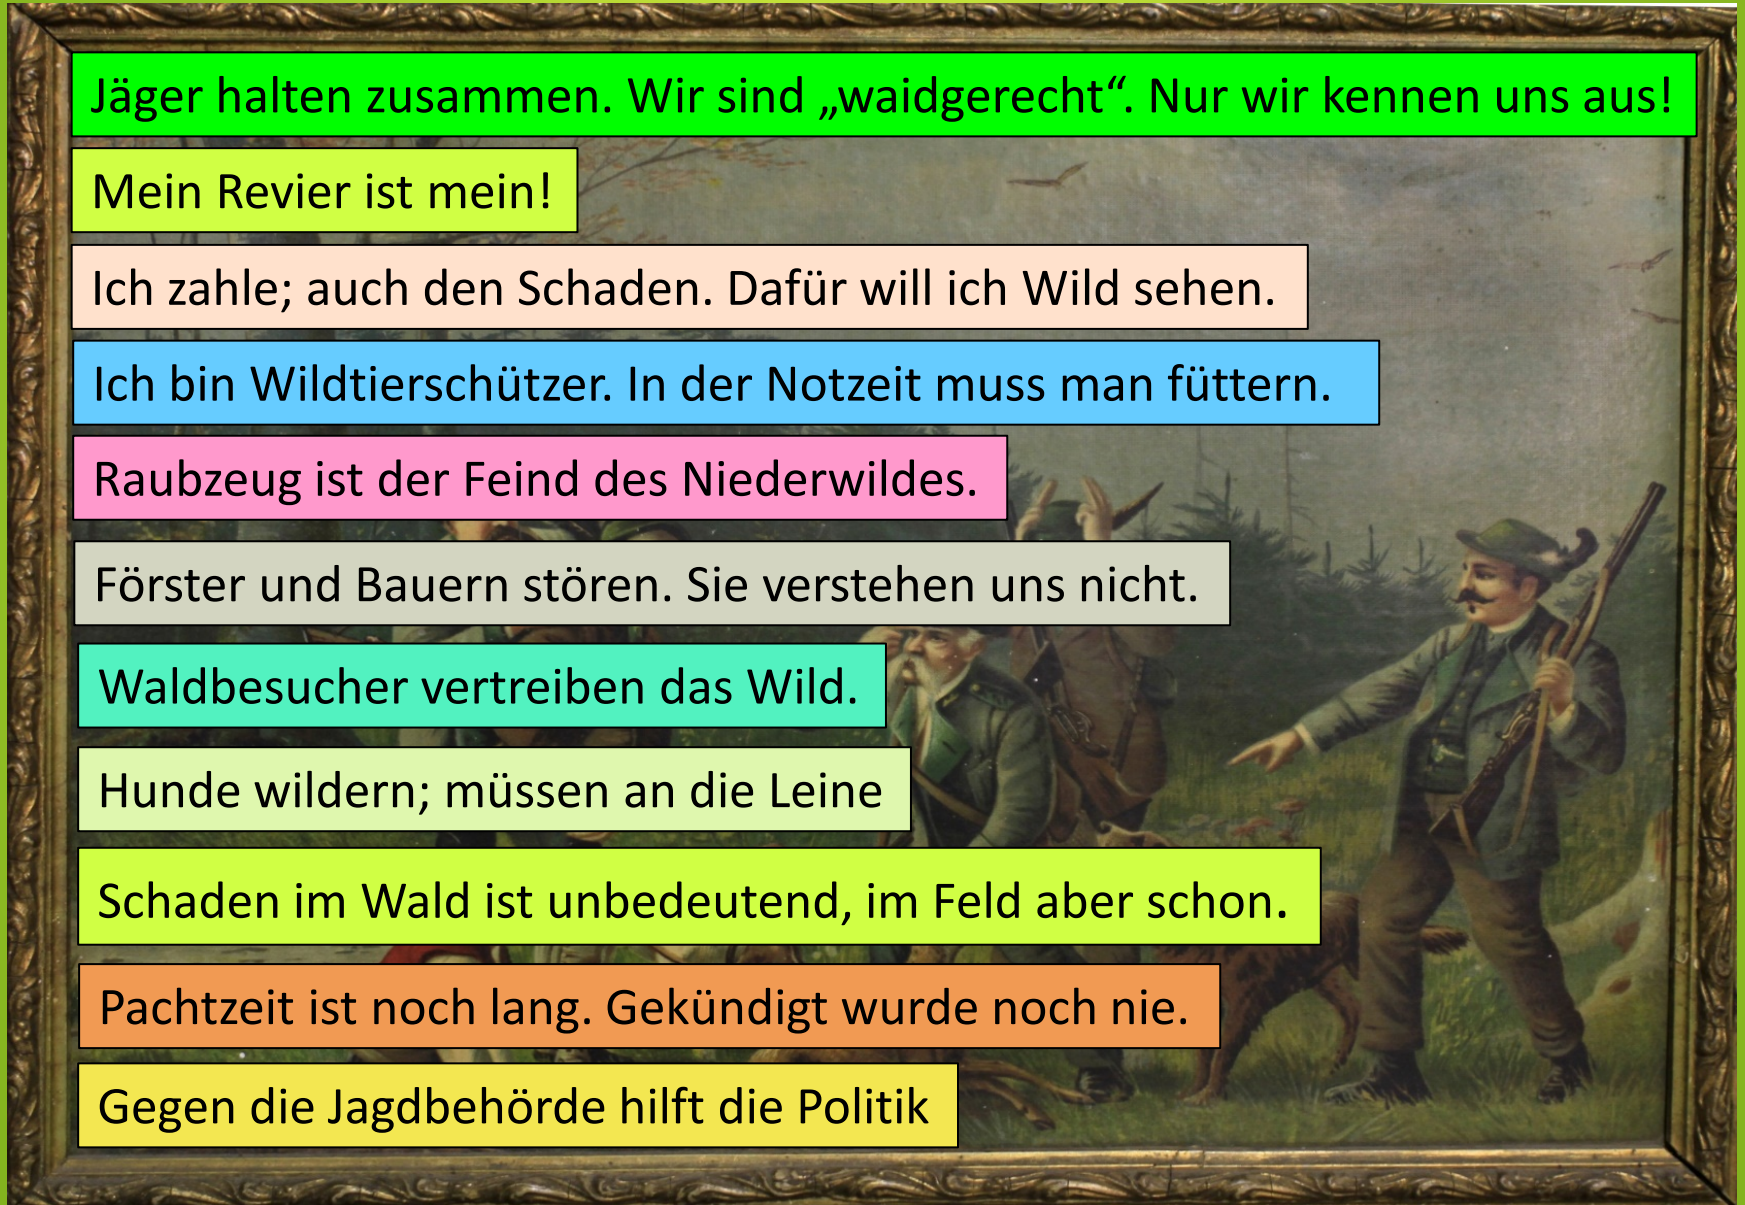 Jäger halten zusammen. Wir sind „waidgerecht“. Nur wir kennen uns aus!
Mein Revier ist mein!
Ich zahle; auch den Schaden. Dafür will ich Wild sehen.
Ich bin Wildtierschützer. In der Notzeit muss man füttern.
Raubzeug ist der Feind des Niederwildes.
Förster und Bauern stören. Sie verstehen uns nicht.
Waldbesucher vertreiben das Wild.
Hunde wildern; müssen an die Leine
Schaden im Wald ist unbedeutend, im Feld aber schon.
Pachtzeit ist noch lang. Gekündigt wurde noch nie.
Gegen die Jagdbehörde hilft die Politik